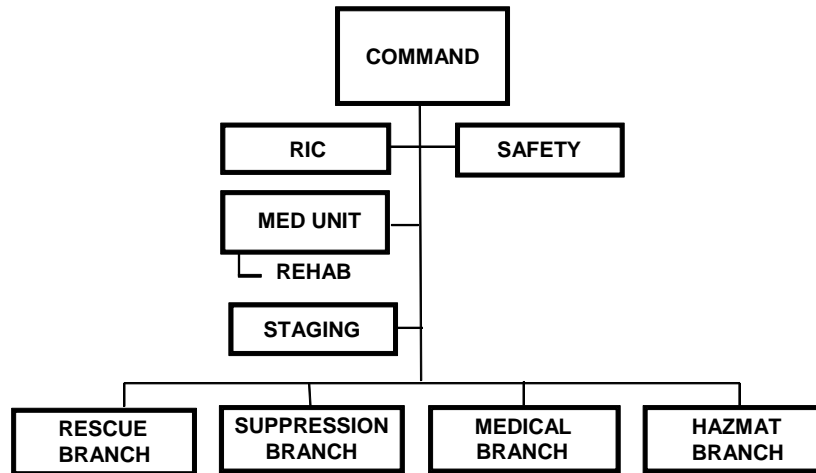 COMMAND
RIC
SAFETY
MED UNIT
REHAB
STAGING
RESCUE
BRANCH
SUPPRESSION
BRANCH
MEDICAL
BRANCH
HAZMAT
BRANCH